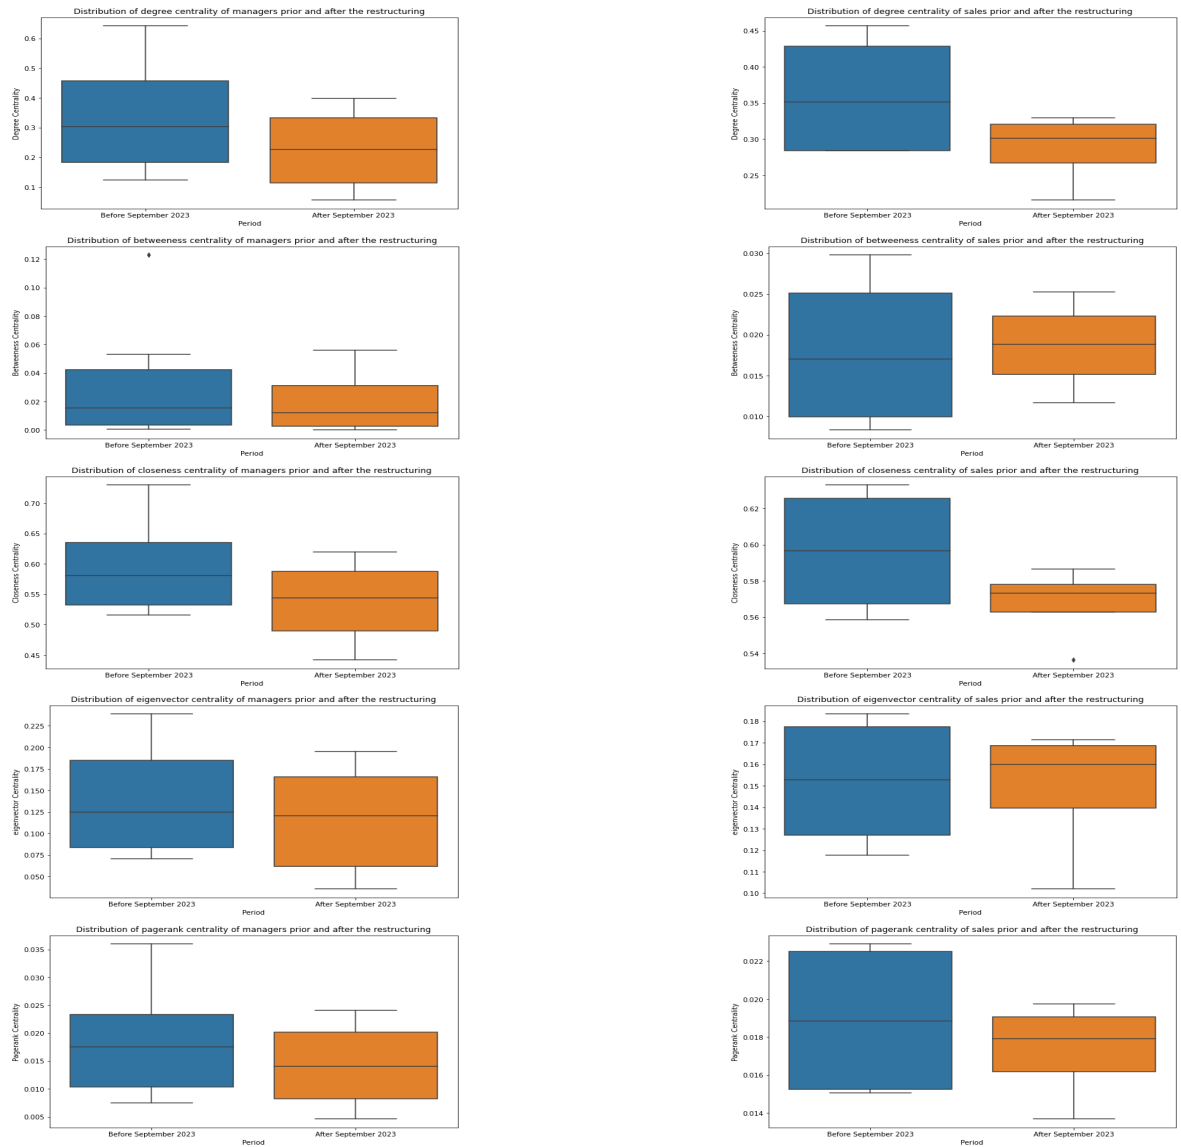 Distribution of degree centrality of managers prior and after the restructuring
Degree Centrality
0.6
0.5
0.4
0.3
0.2
0.1
Before September 2023
After September 2023
Period
Distribution of degree centrality of sales prior and after the restructuring
Degree Centrality
0.45
0.40
0.35
0.30
0.25
Before September 2023
After September 2023
Period
Distribution of betweeness centrality of managers prior and after the restructuring
Betweeness Centrality
0.12
0.10
0.08
0.06
0.04
0.02
0.00
Before September 2023
After September 2023
Period
Distribution of betweeness centrality of sales prior and after the restructuring
Betweeness Centrality
0.030
0.025
0.020
0.015
0.010
Before September 2023
After September 2023
Period
Distribution of closeness centrality of managers prior and after the restructuring
Closeness Centrality
0.70
0.65
0.60
0.55
0.50
0.45
Before September 2023
After September 2023
Period
Distribution of closeness centrality of sales prior and after the restructuring
Closeness Centrality
0.62
0.60
0.58
0.56
0.54
Before September 2023
After September 2023
Period
Distribution of eigenvector centrality of managers prior and after the restructuring
eigenvector Centrality
0.225
0.200
0.175
0.150
0.125
0.100
0.075
0.050
Before September 2023
After September 2023
Period
Distribution of eigenvector centrality of sales prior and after the restructuring
eigenvector Centrality
0.18
0.17
0.16
0.15
0.14
0.13
0.12
0.11
0.10
Before September 2023
After September 2023
Period
Distribution of pagerank centrality of managers prior and after the restructuring
Pagerank Centrality
0.035
0.030
0.025
0.020
0.015
0.010
0.005
Before September 2023
After September 2023
Period
Distribution of pagerank centrality of sales prior and after the restructuring
Pagerank Centrality
0.022
0.020
0.018
0.016
0.014
Before September 2023
After September 2023
Period